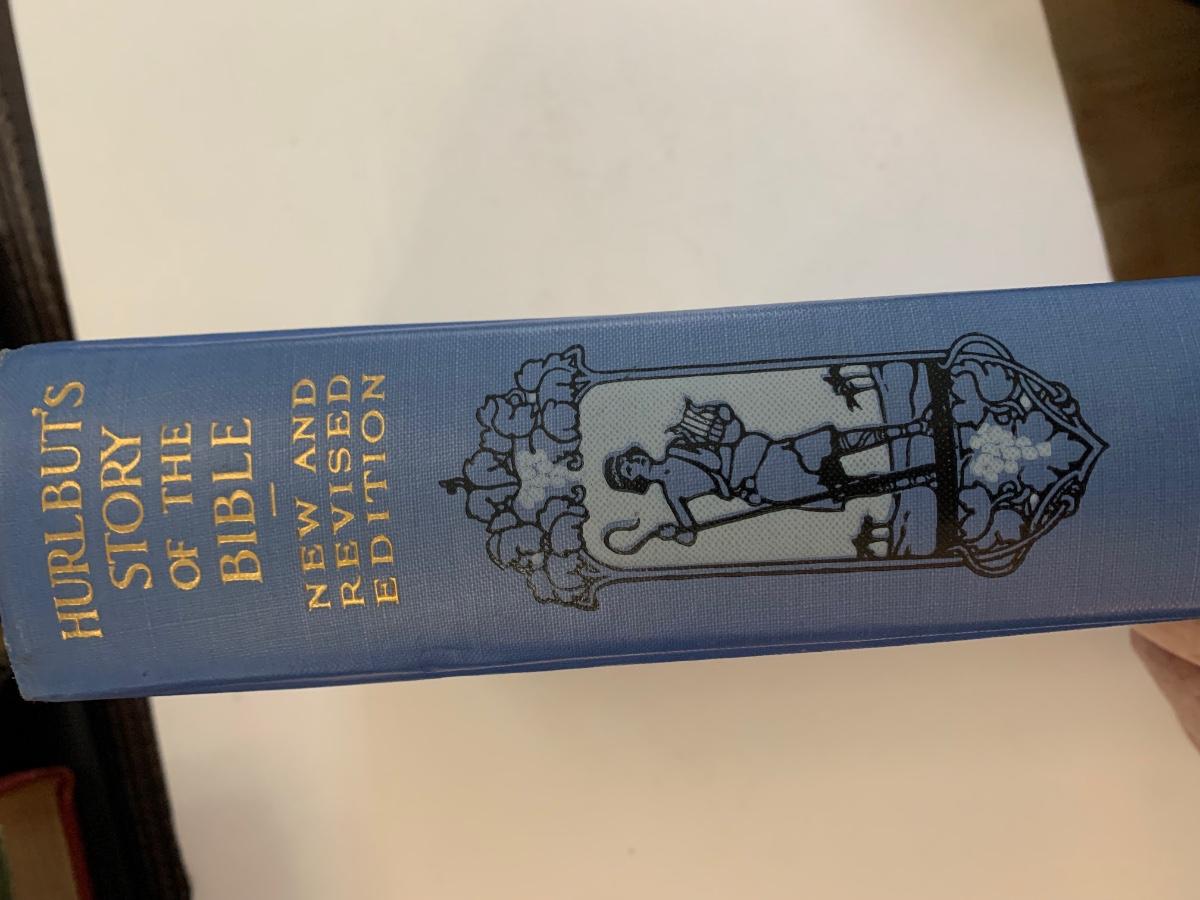 HURLBUT'S
STORY
OF THE
BIBLE
NEW AND
REVISED
EDITION